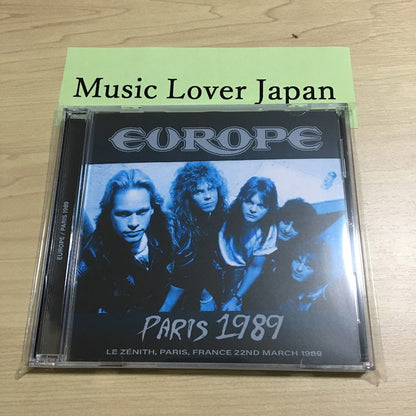 Music Lover Japan
EUROPE
EUROPE / PARIS 1989
PARIS 1989
LE ZÉNITH, PARIS, FRANCE 22ND MARCH 1989